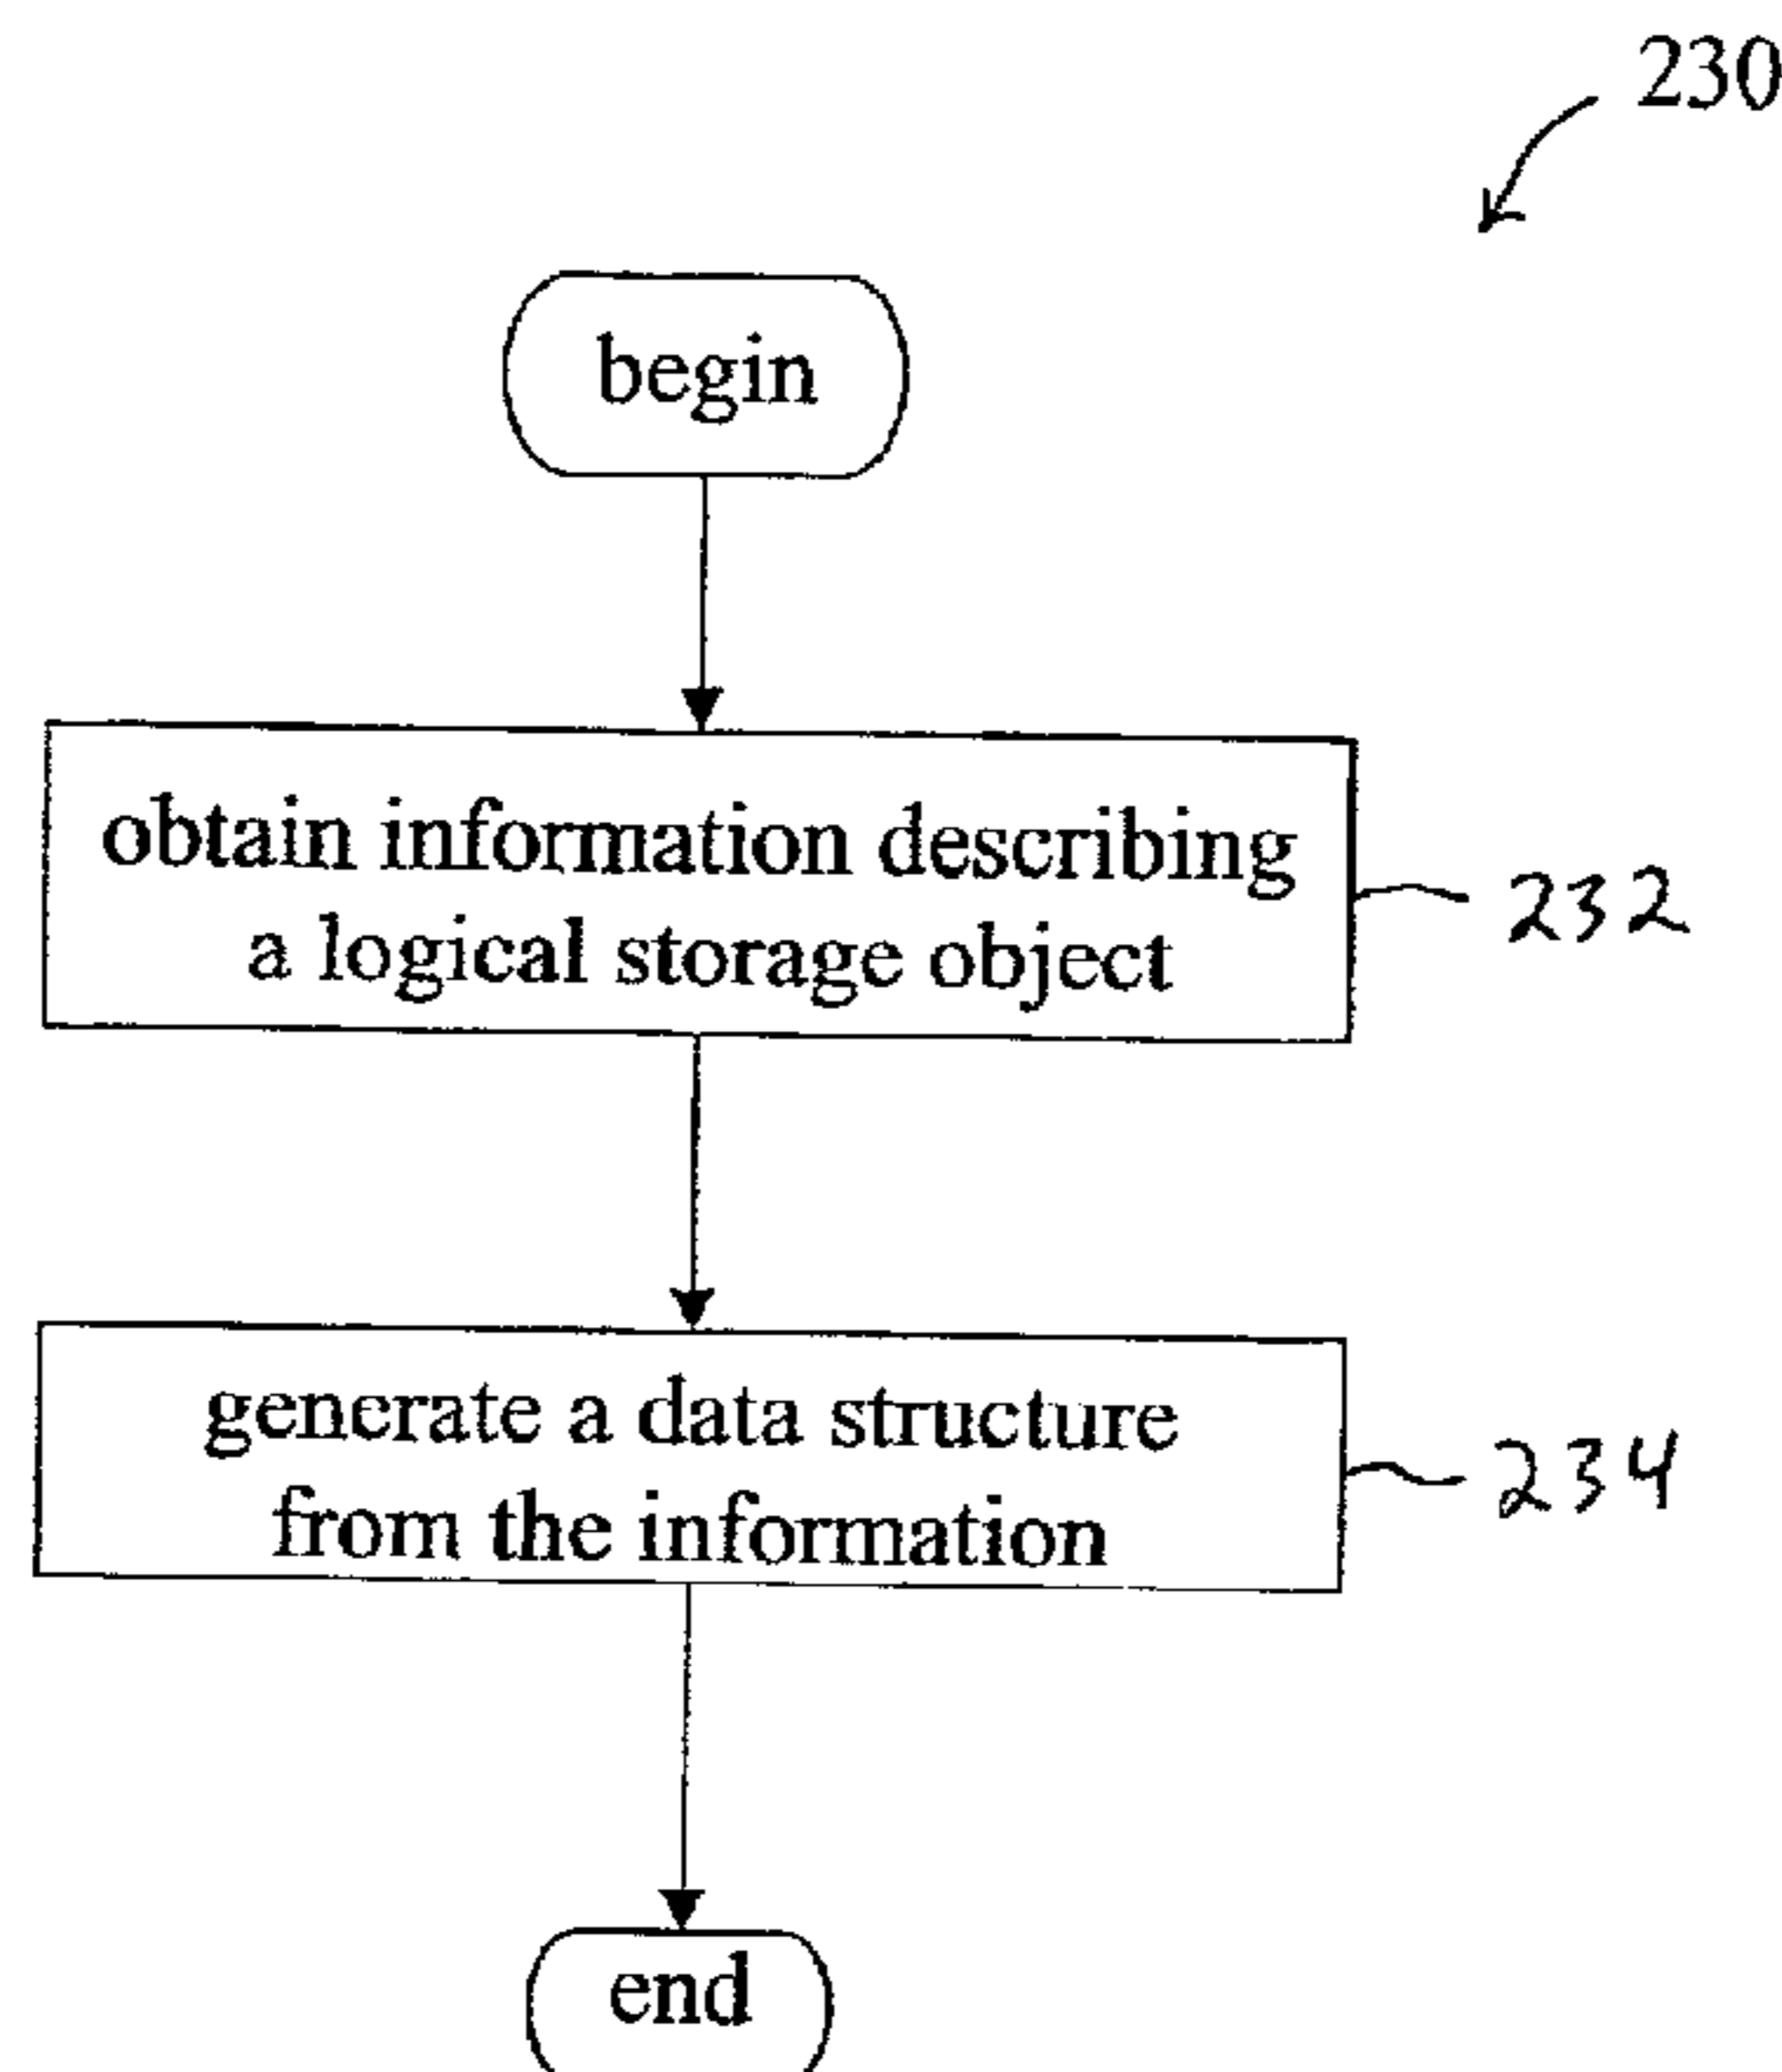 230
begin
obtain information describing
a logical storage object
232
generate a data structure
from the information
234
end